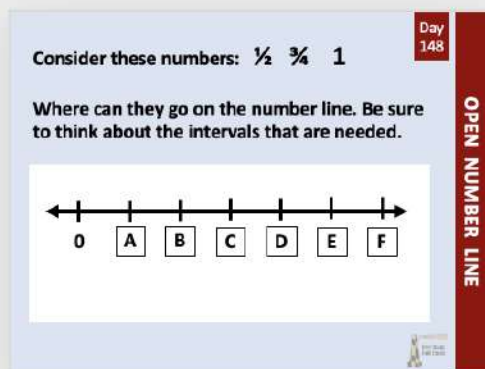 Day
148
Consider these numbers: ½ ¾ 1
Where can they go on the number line. Be sure
to think about the intervals that are needed.
0 A B C D E F
OPEN NUMBER LINE